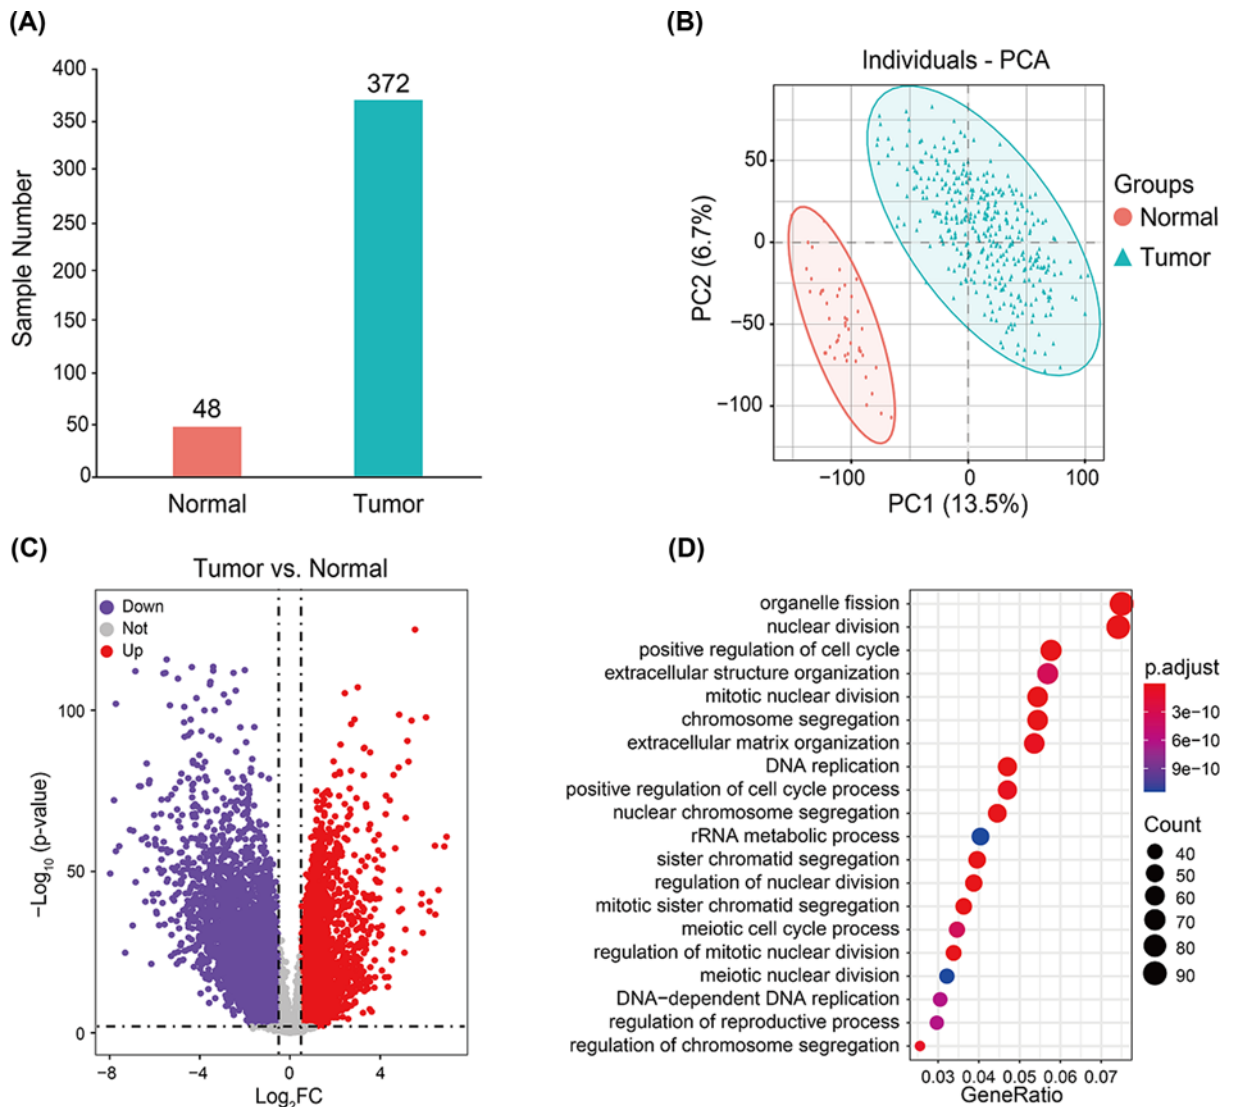 (A)
400
350
300
250
200
150
100
50
0
Sample Number
48
372
Normal
Tumor
(B)
Individuals - PCA
50
0
−50
−100
PC2 (6.7%)
−100
0
100
PC1 (13.5%)
Groups
Normal
Tumor
(C)
Tumor vs. Normal
Down
Not
Up
100
50
0
−Log10 (p-value)
−8
−4
0
4
Log2FC
(D)
organelle fission
nuclear division
positive regulation of cell cycle
extracellular structure organization
mitotic nuclear division
chromosome segregation
extracellular matrix organization
DNA replication
positive regulation of cell cycle process
nuclear chromosome segregation
rRNA metabolic process
sister chromatid segregation
regulation of nuclear division
mitotic sister chromatid segregation
meiotic cell cycle process
regulation of mitotic nuclear division
meiotic nuclear division
DNA−dependent DNA replication
regulation of reproductive process
regulation of chromosome segregation
0.03 0.04 0.05 0.06 0.07
GeneRatio
p.adjust
3e−10
6e−10
9e−10
Count
40
50
60
70
80
90